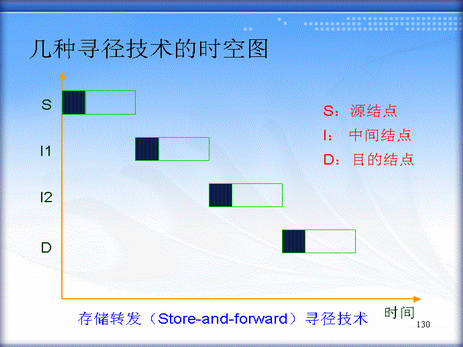 几种寻径技术的时空图
S
S：源结点
I1
I： 中间结点
D：目的结点
I2
D
时间
存储转发（Store-and-forward）寻径技术
130